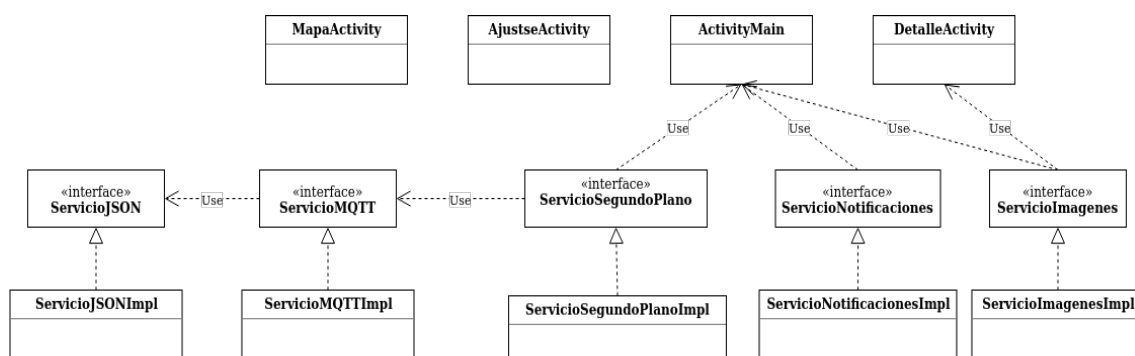 MapaActivity
AjustseActivity
ActivityMain
DetalleActivity
Use
Use
Use
Use
«interface»
ServicioJSON
Use
«interface»
ServicioMQTT
Use
«interface»
ServicioSegundoPlano
«interface»
ServicioNotificaciones
«interface»
ServicioImagenes
ServicioJSONImpl
ServicioMQTTImpl
ServicioSegundoPlanoImpl
ServicioNotificacionesImpl
ServicioImagenesImpl